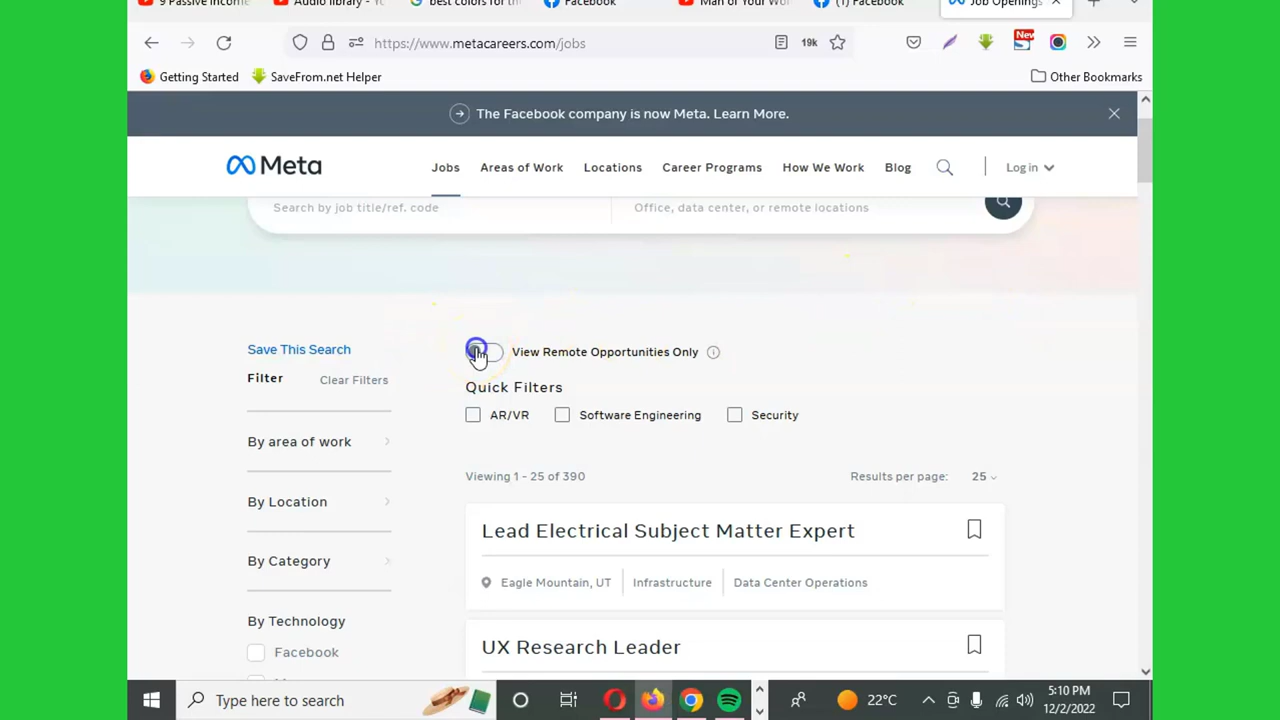 9 Passive Income
Audio library - Yo
best colors for th
Facebook
Man of Your Wo
(1) Facebook
Job Openings
https://www.metacareers.com/jobs
19k
New
Getting Started
SaveFrom.net Helper
Other Bookmarks
The Facebook company is now Meta. Learn More.
Meta
Jobs
Areas of Work
Locations
Career Programs
How We Work
Blog
Log in
Search by job title/ref. code
Office, data center, or remote locations
Save This Search
View Remote Opportunities Only
Filter
Clear Filters
Quick Filters
AR/VR
Software Engineering
Security
By area of work
Viewing 1 - 25 of 390
Results per page: 25
By Location
Lead Electrical Subject Matter Expert
By Category
Eagle Mountain, UT
Infrastructure
Data Center Operations
By Technology
Facebook
UX Research Leader
Type here to search
22°C
5:10 PM
12/2/2022